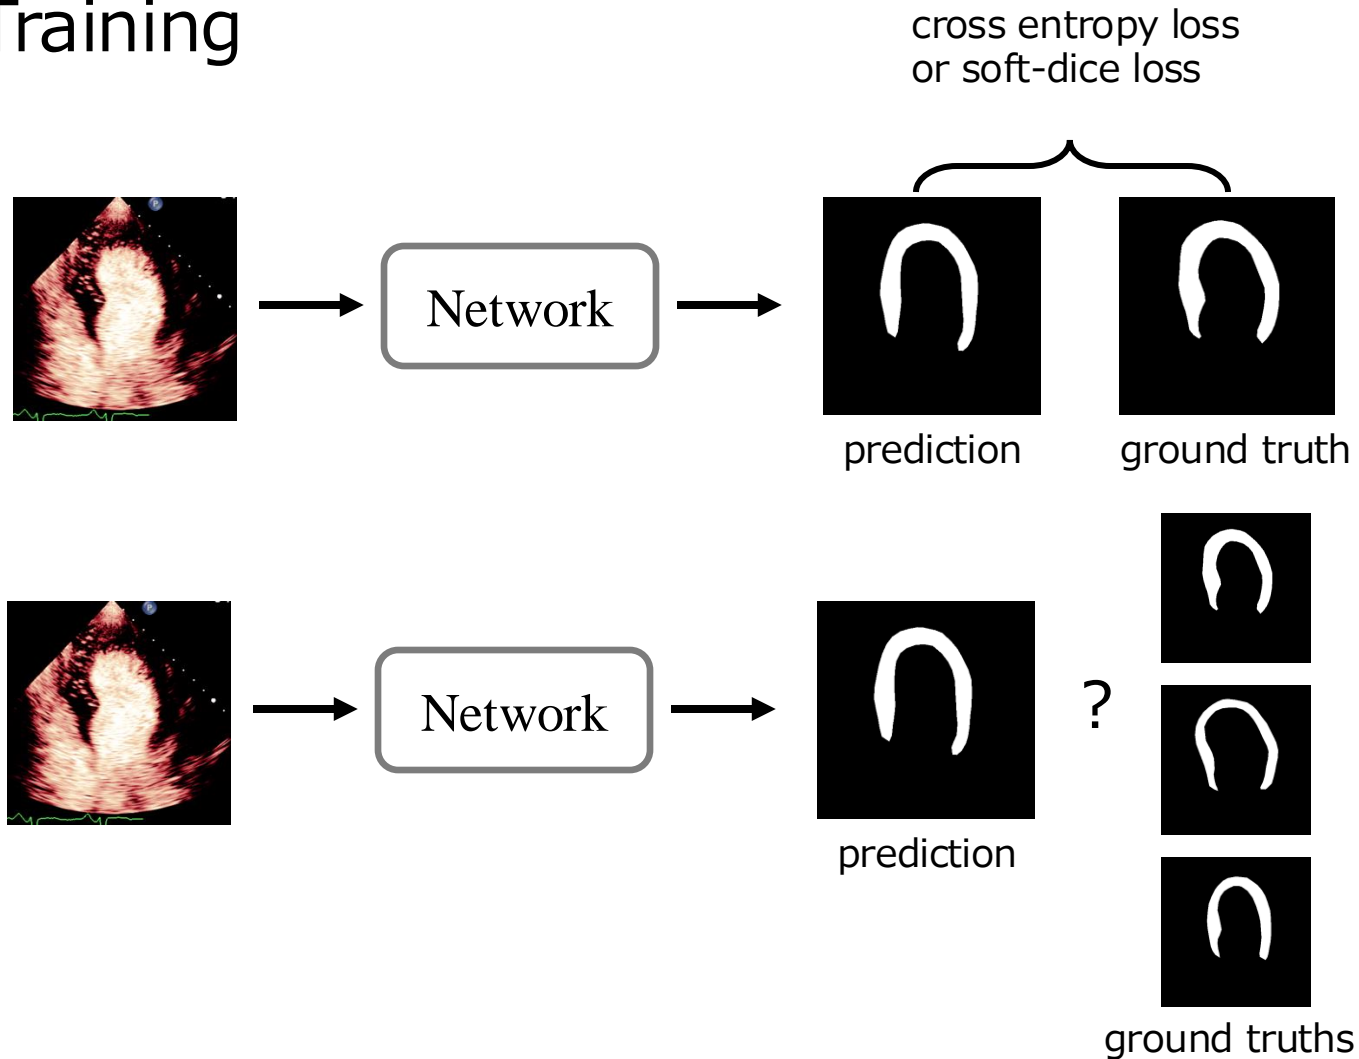 Training
cross entropy loss
or soft-dice loss
P
Network
prediction
ground truth
P
Network
?
prediction
ground truths